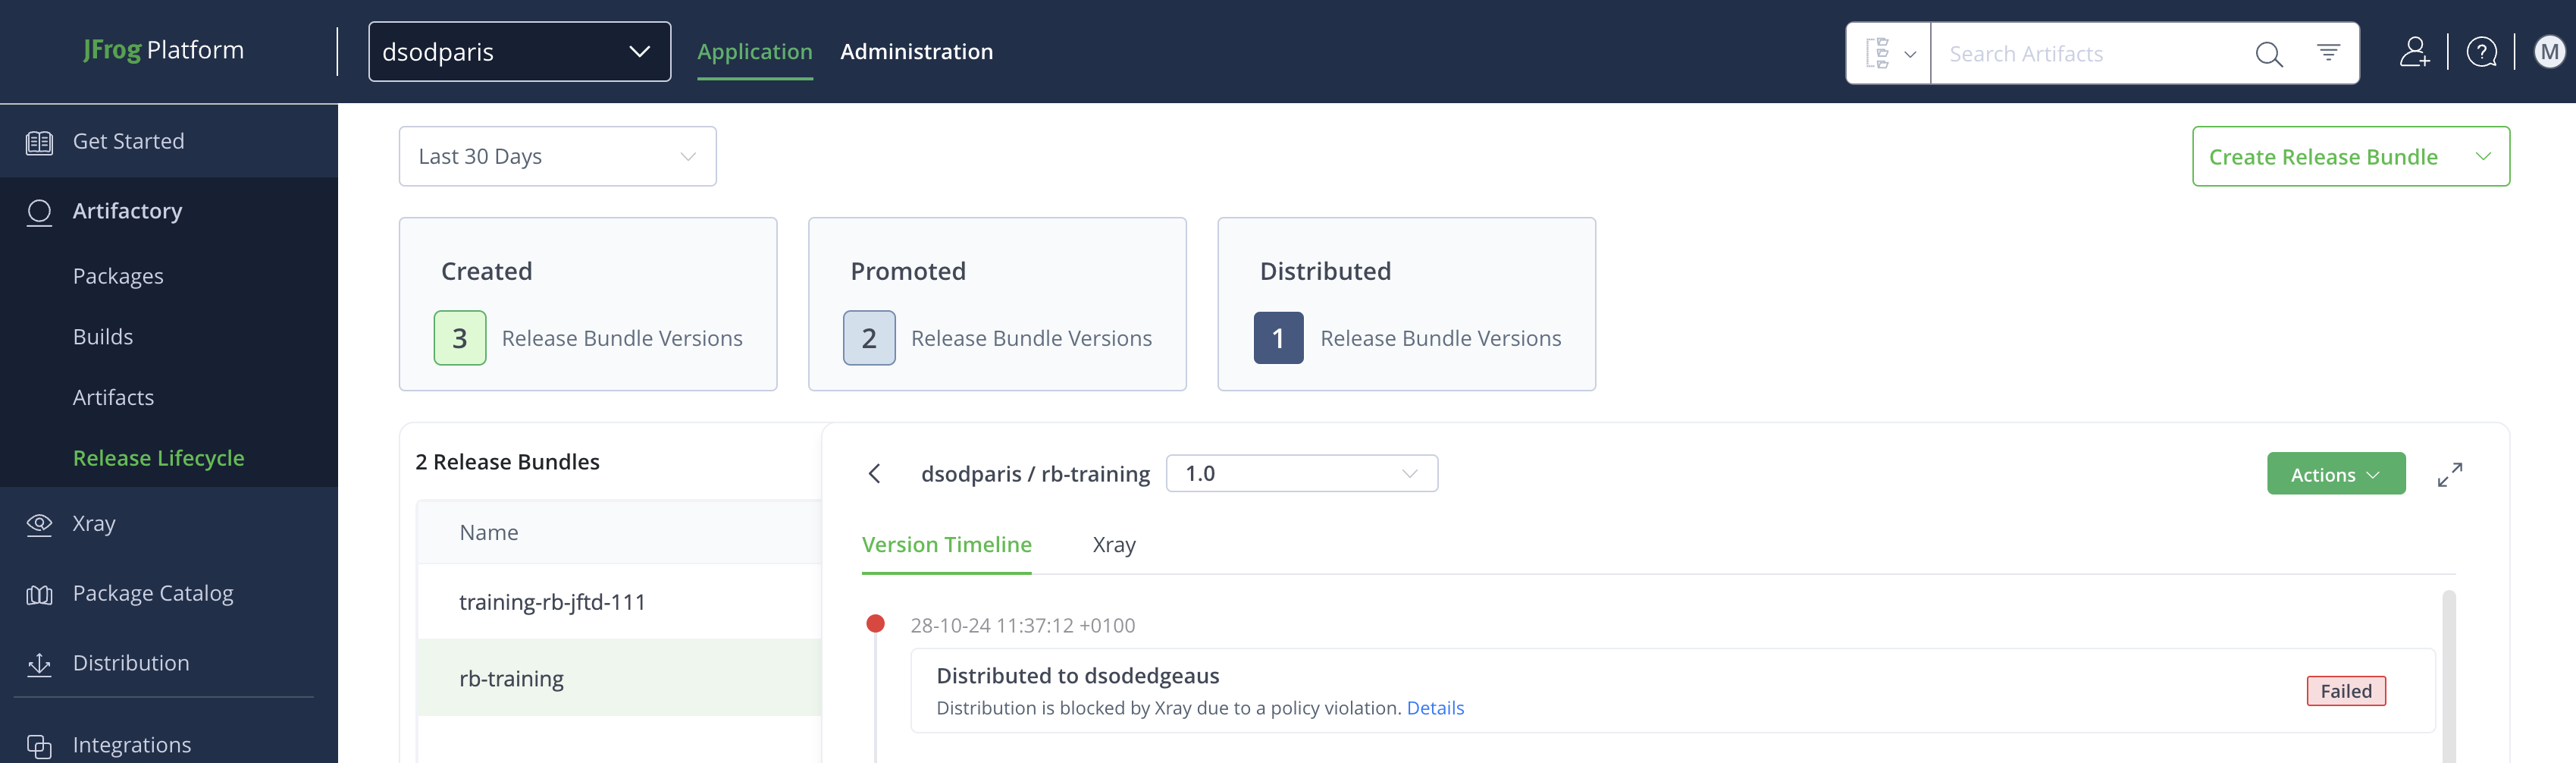 JFrog Platform
dsodparis
Application
Administration
Search Artifacts
M
Get Started
Artifactory
Packages
Builds
Artifacts
Release Lifecycle
Xray
Package Catalog
Distribution
Integrations
Last 30 Days
Create Release Bundle
Created
3 Release Bundle Versions
Promoted
2 Release Bundle Versions
Distributed
1 Release Bundle Versions
2 Release Bundles
Name
training-rb-jftd-111
rb-training
dsodparis / rb-training 1.0
Actions
Version Timeline
Xray
28-10-24 11:37:12 +0100
Distributed to dsodedgeaus
Distribution is blocked by Xray due to a policy violation. Details
Failed